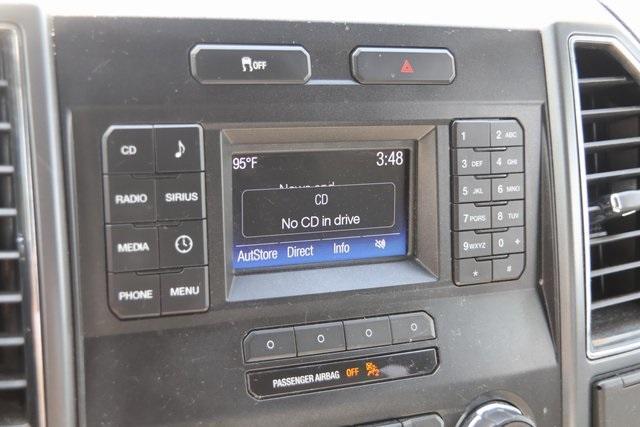 OFF
CD
RADIO SIRIUS
MEDIA
PHONE MENU
95°F 3:48
CD
No CD in drive
AutStore Direct Info
1 2 ABC
3 DEF 4 GHI
5 JKL 6 MNO
7 PQRS 8 TUV
9 WXYZ 0 +
* #
PASSENGER AIRBAG OFF